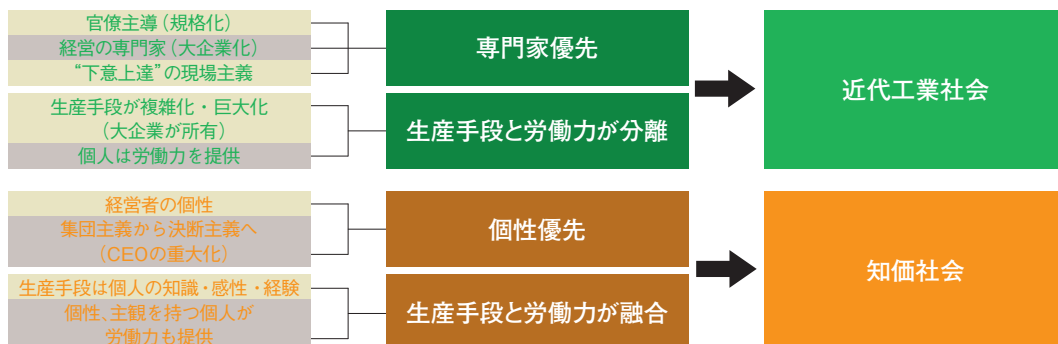 官僚主導(規格化)
経営の専門家(大企業化)
“下意上達”の現場主義
専門家優先
生産手段が複雑化・巨大化
(大企業が所有)
個人は労働力を提供
生産手段と労働力が分離
近代工業社会
経営者の個性
集団主義から決断主義へ
(CEOの重大化)
個性優先
生産手段は個人の知識・感性・経験
個性、主観を持つ個人が
労働力も提供
生産手段と労働力が融合
知価社会